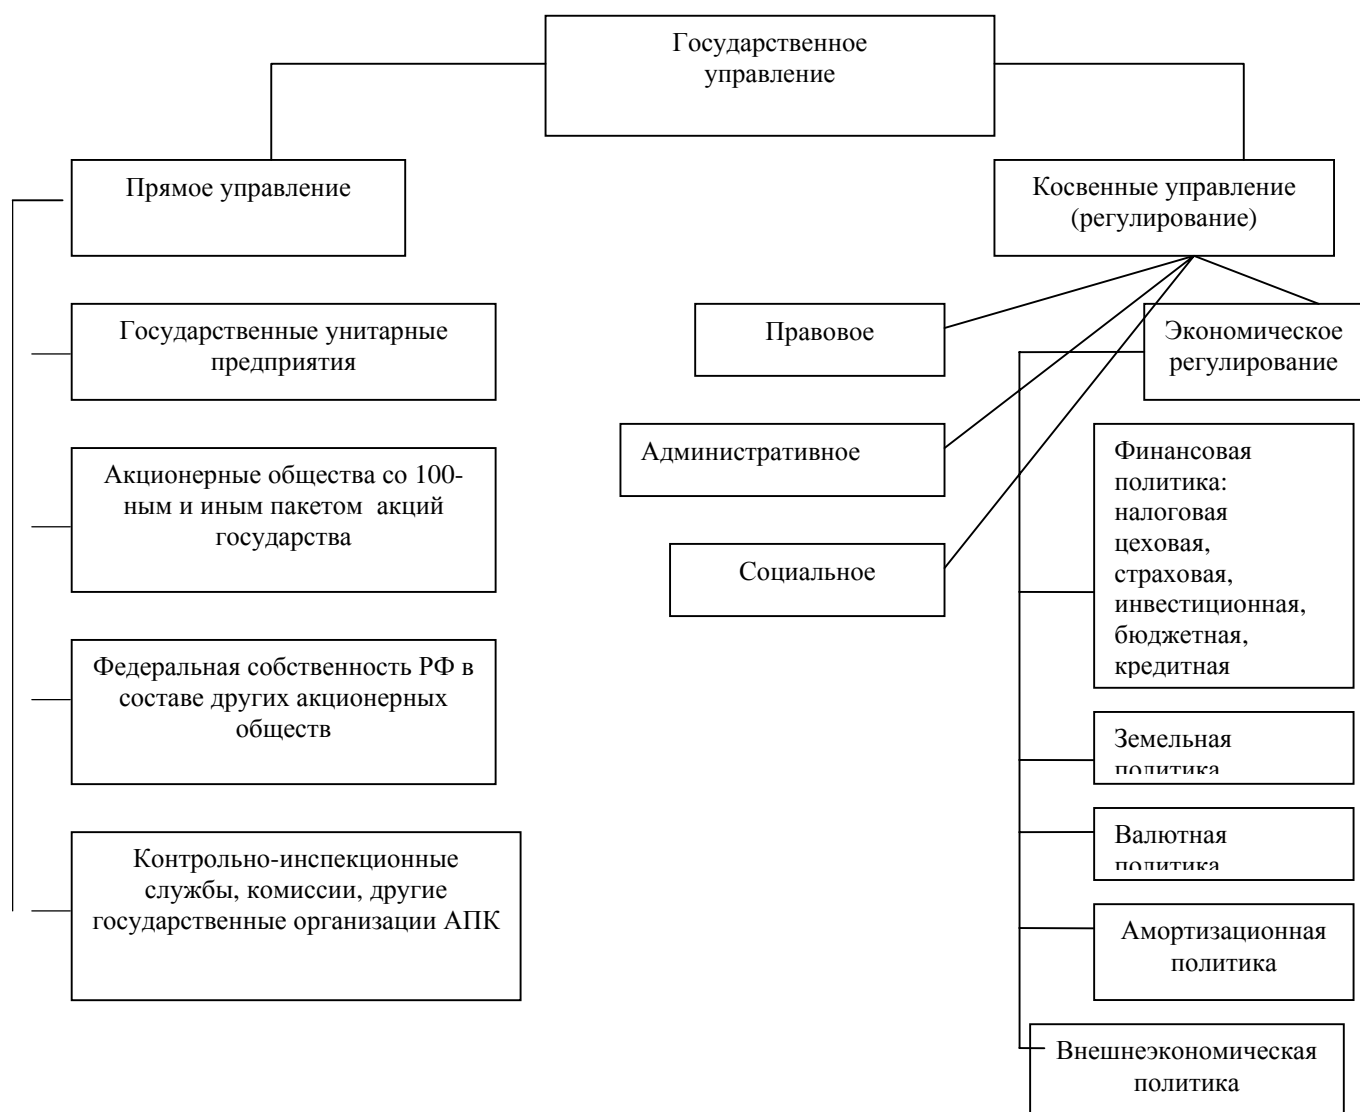 Государственное
управление
Прямое управление
Косвенные управление
(регулирование)
Государственные унитарные
предприятия
Правовое
Экономическое
регулирование
Акционерные общества со 100-
ным и иным пакетом акций
государства
Административное
Финансовая
политика:
налоговая
цеховая,
страховая,
инвестиционная,
бюджетная,
кредитная
Социальное
Федеральная собственность РФ в
составе других акционерных
обществ
Земельная
политика
Валютная
политика
Контрольно-инспекционные
службы, комиссии, другие
государственные организации АПК
Амортизационная
политика
Внешнеэкономическая
политика